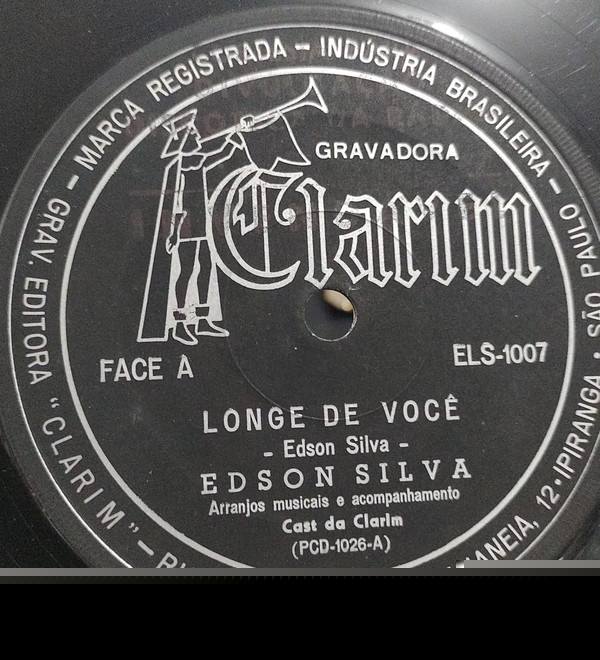 GRAV. EDITORA "CLARIM" – MARCA REGISTRADA – INDÚSTRIA BRASILEIRA – SÃO PAULO • IPIRANGA • 12
GRAVADORA
Clarim
FACE A
ELS-1007
LONGE DE VOCÊ
- Edson Silva -
EDSON SILVA
Arranjos musicais e acompanhamento
Cast da Clarim
(PCD-1026-A)